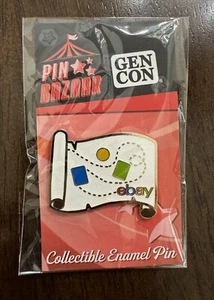 PIN
BAZAAR
GEN
CON
ebay
Collectible Enamel Pin